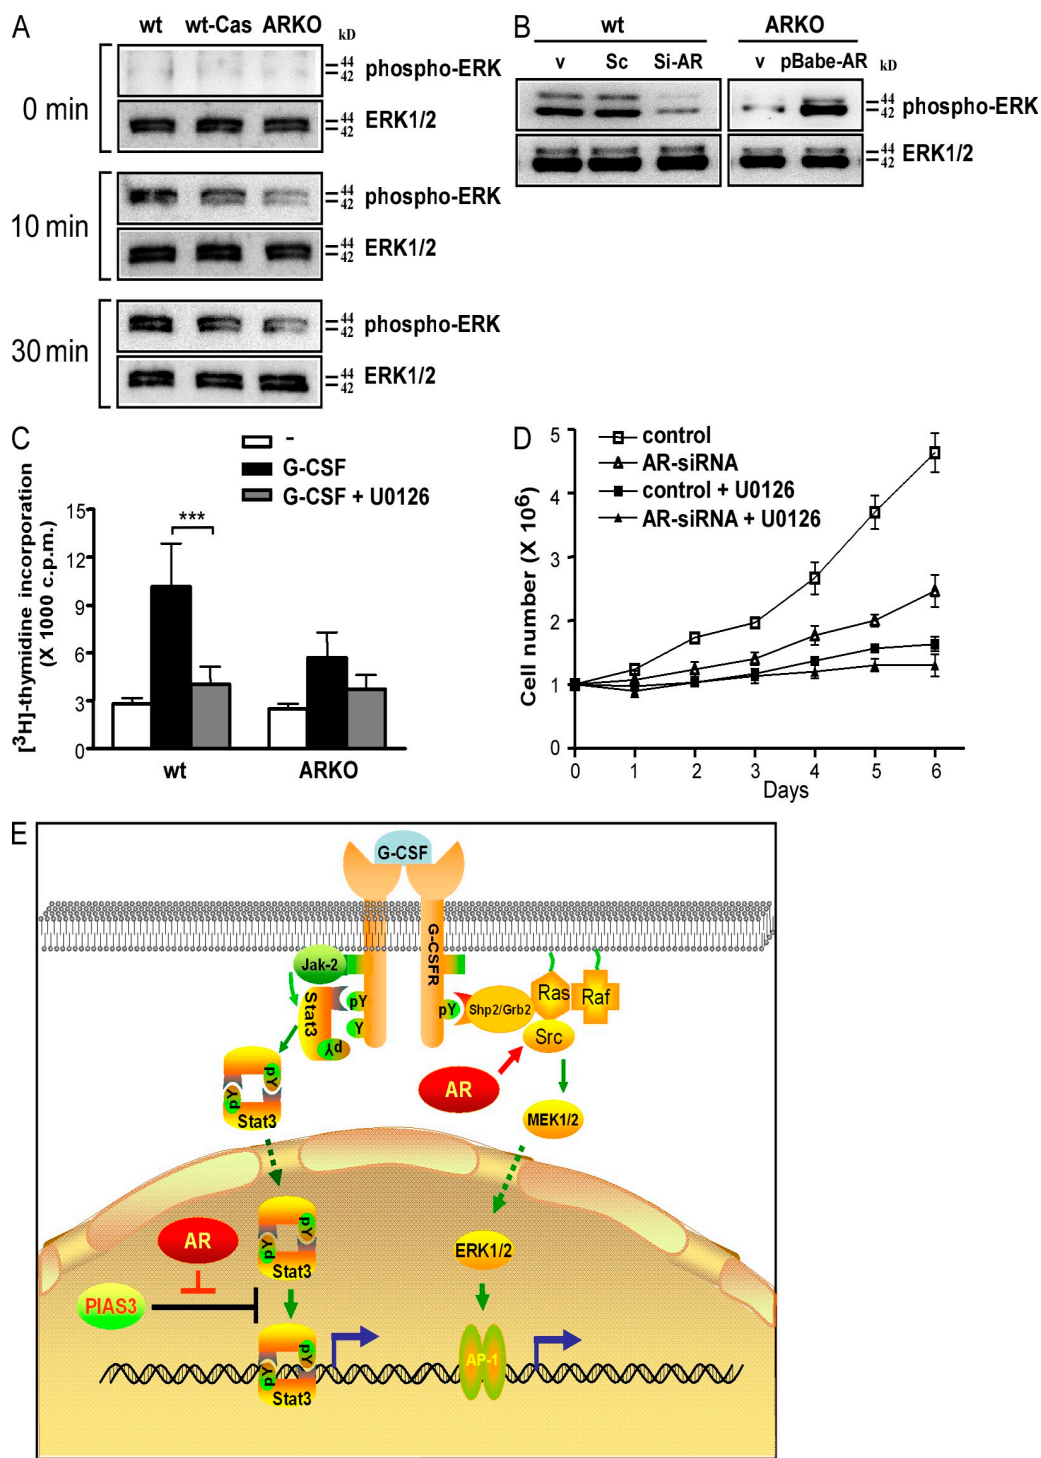 A
wt wt-Cas ARKO kD
0 min
44
42
phospho-ERK
ERK1/2
44
42
10 min
44
42
phospho-ERK
44
42
ERK1/2
30 min
44
42
phospho-ERK
44
42
ERK1/2
B
wt ARKO
v Sc Si-AR v pBabe-AR kD
44
42
phospho-ERK
44
42
ERK1/2
C
-
G-CSF
G-CSF + U0126
[3H]-thymidine incorporation
(X 1000 c.p.m.)
15
12
9
6
3
0
***
wt ARKO
D
control
AR-siRNA
control + U0126
AR-siRNA + U0126
Cell number (X 10⁶)
5
4
3
2
1
0
0 1 2 3 4 5 6
Days
E
G-CSF
G-CSFR
Jak-2
Stat3
pY
Y
pY
pY
Shp2/Grb2
Ras
Raf
Src
AR
MEK1/2
pY
pY
Stat3
AR
PIAS3
pY
pY
Stat3
ERK1/2
pY
pY
Stat3
AP-1